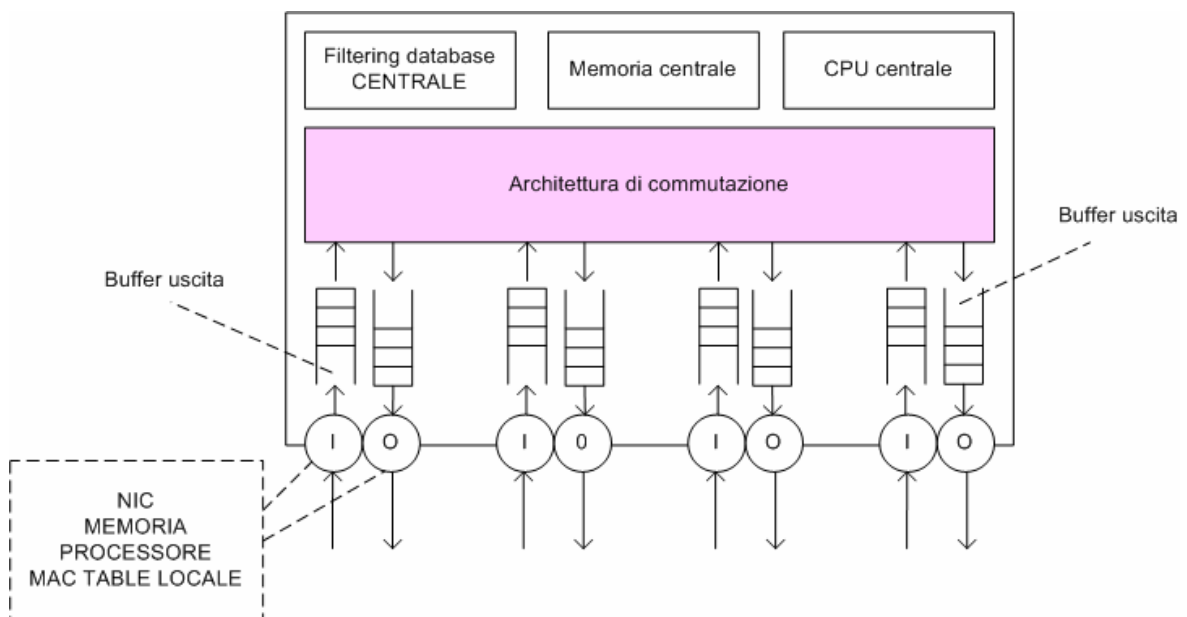 Filtering database
CENTRALE
Memoria centrale
CPU centrale
Architettura di commutazione
Buffer uscita
Buffer uscita
I
O
I
0
I
O
I
O
NIC
MEMORIA
PROCESSORE
MAC TABLE LOCALE